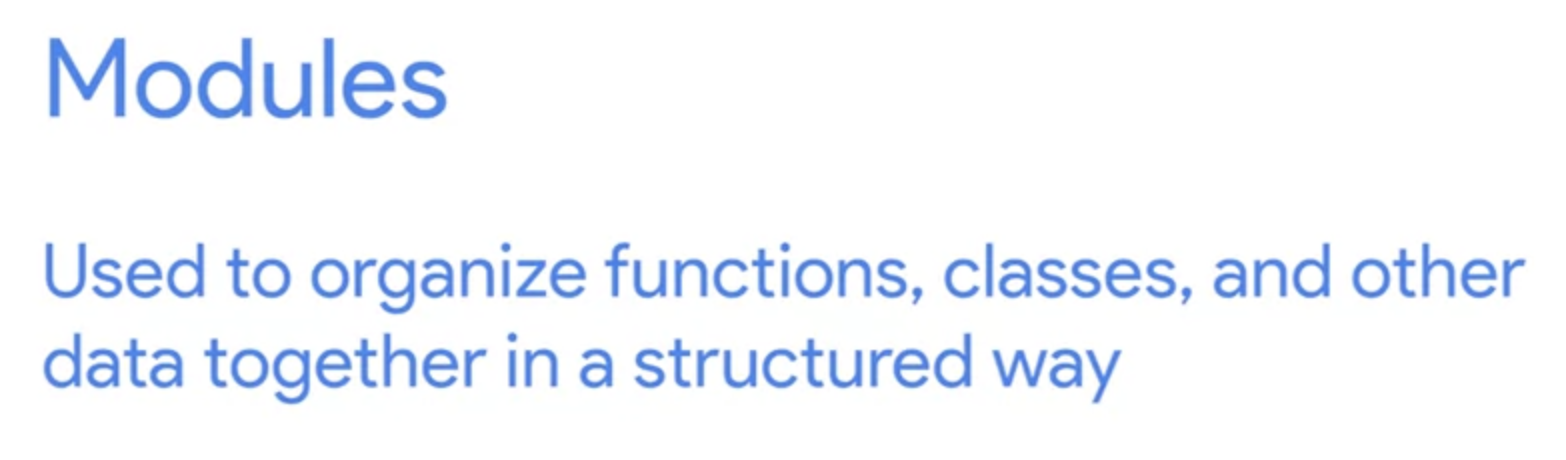 Modules
Used to organize functions, classes, and other
data together in a structured way